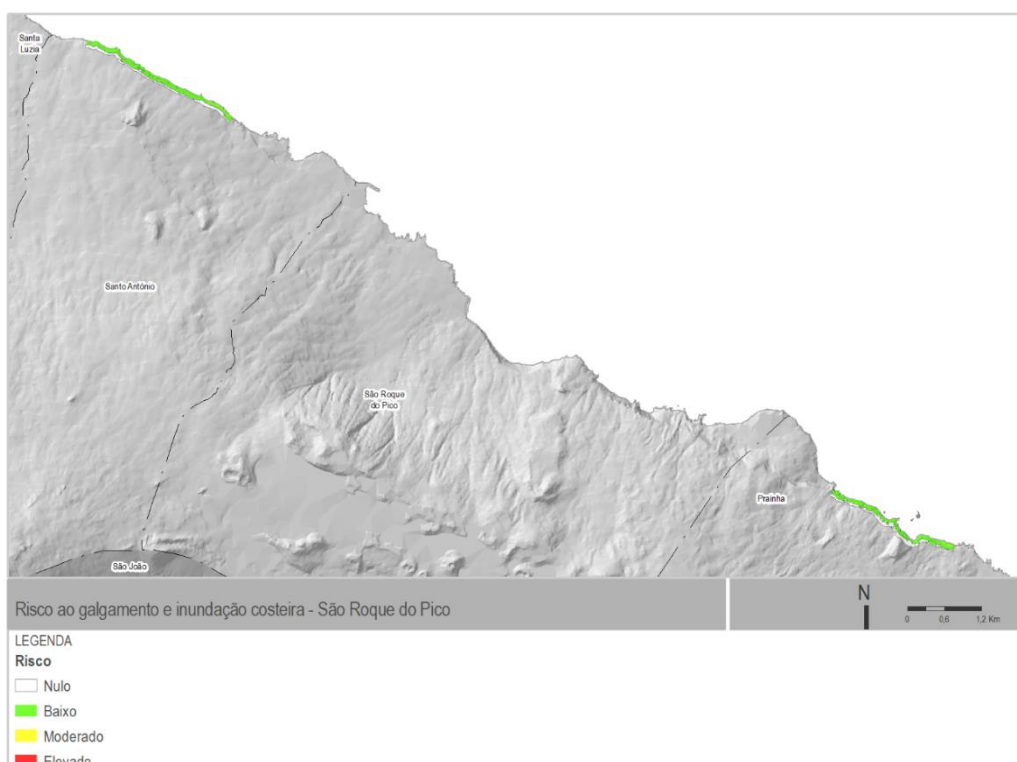 Santa
Luzia
Santo António
São Roque
do Pico
Prainha
São João
Risco ao galgamento e inundação costeira - São Roque do Pico
N
0 0,6 1,2 Km
LEGENDA
Risco
Nulo
Baixo
Moderado
Elevado